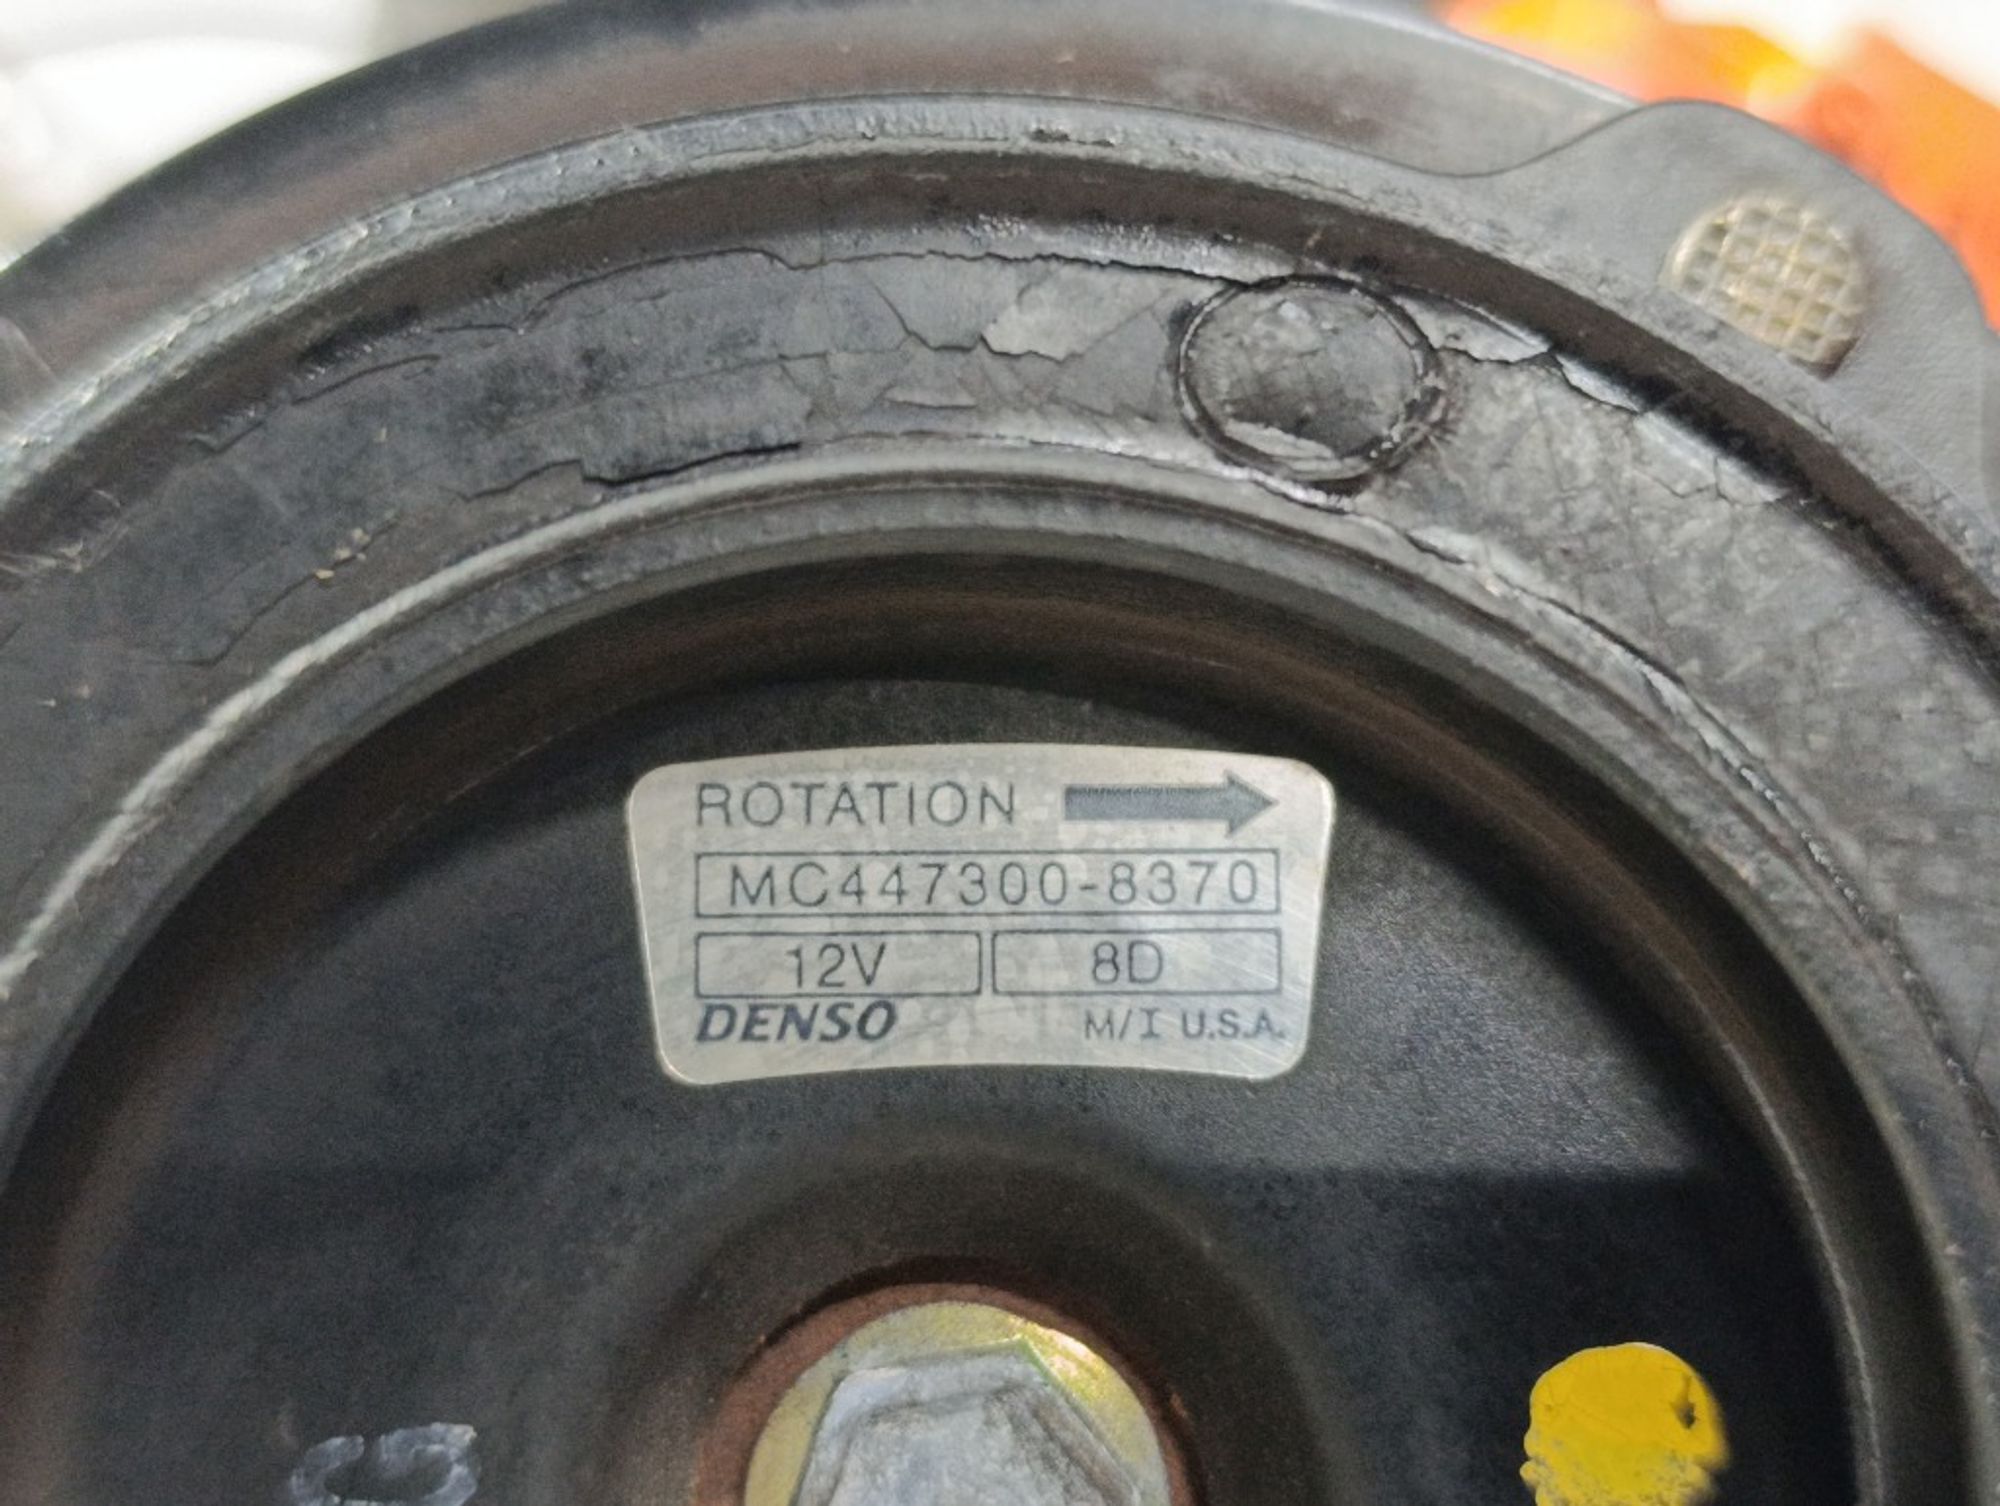 ROTATION
MC447300-8370
12V 8D
DENSO M/I U.S.A.